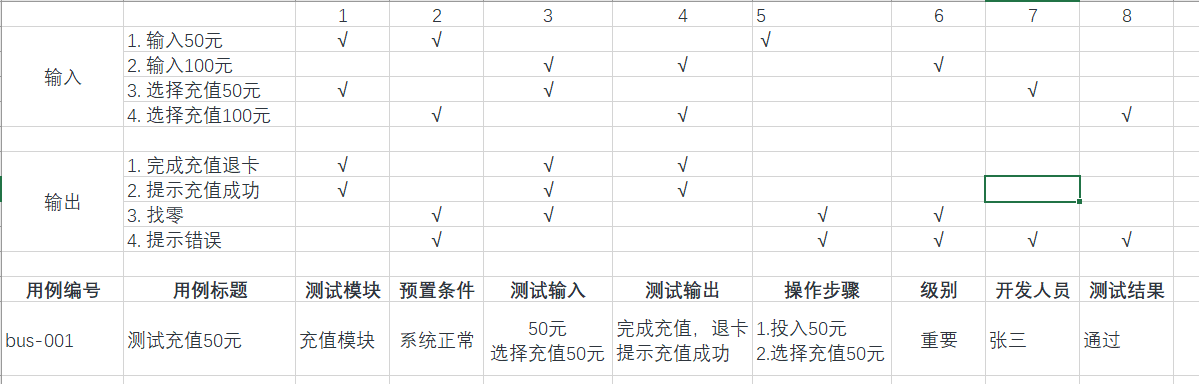 1 2 3 4 5 6 7 8
输入
1. 输入50元 √ √ √
2. 输入100元 √ √ √
3. 选择充值50元 √ √ √
4. 选择充值100元 √ √ √
输出
1. 完成充值退卡 √ √ √
2. 提示充值成功 √ √ √
3. 找零 √ √ √ √
4. 提示错误 √ √ √ √ √
用例编号 用例标题 测试模块 预置条件 测试输入 测试输出 操作步骤 级别 开发人员 测试结果
bus-001 测试充值50元 充值模块 系统正常
50元
选择充值50元
完成充值，退卡
提示充值成功
1.投入50元
2.选择充值50元
重要 张三 通过